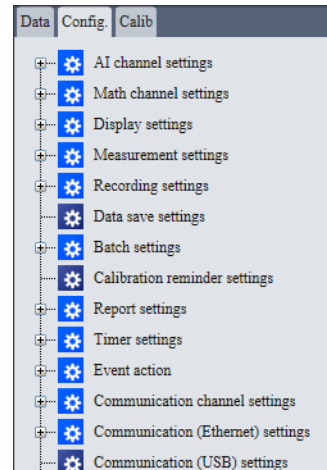 Data Config. Calib
AI channel settings
Math channel settings
Display settings
Measurement settings
Recording settings
Data save settings
Batch settings
Calibration reminder settings
Report settings
Timer settings
Event action
Communication channel settings
Communication (Ethernet) settings
Communication (USB) settings